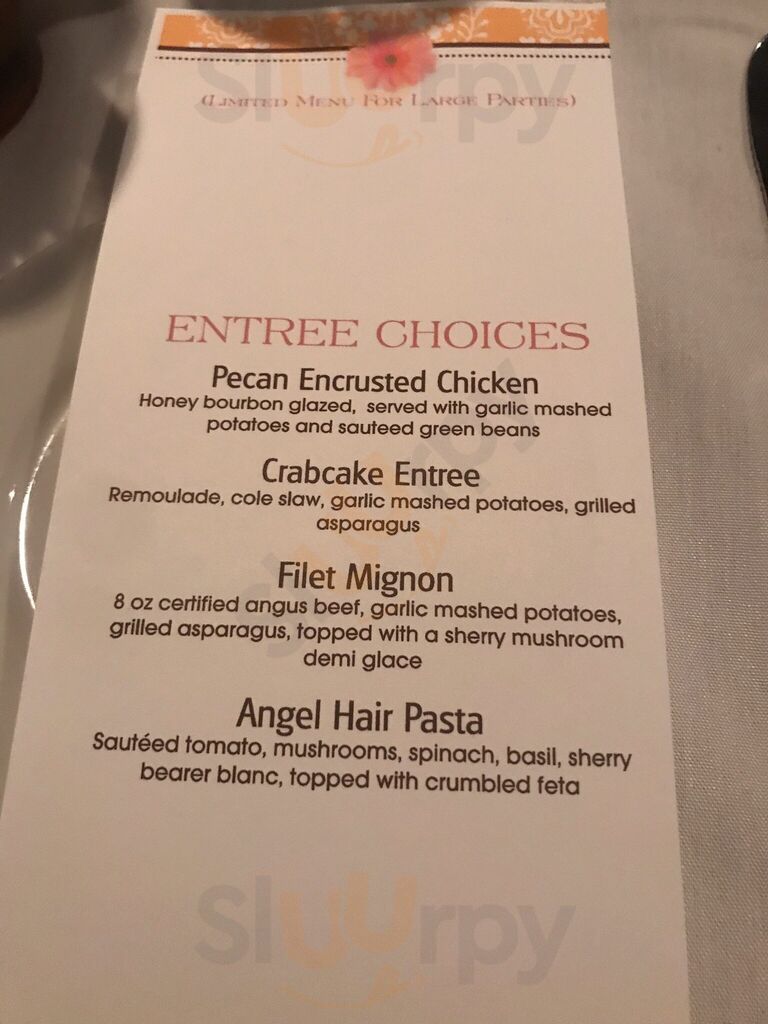 Sluurpy
(Limited Menu For Large Parties)
ENTREE CHOICES
Pecan Encrusted Chicken
Honey bourbon glazed, served with garlic mashed
potatoes and sauteed green beans
Crabcake Entree
Remoulade, cole slaw, garlic mashed potatoes, grilled
asparagus
Filet Mignon
8 oz certified angus beef, garlic mashed potatoes,
grilled asparagus, topped with a sherry mushroom
demi glace
Angel Hair Pasta
Sautéed tomato, mushrooms, spinach, basil, sherry
bearer blanc, topped with crumbled feta
Sluurpy